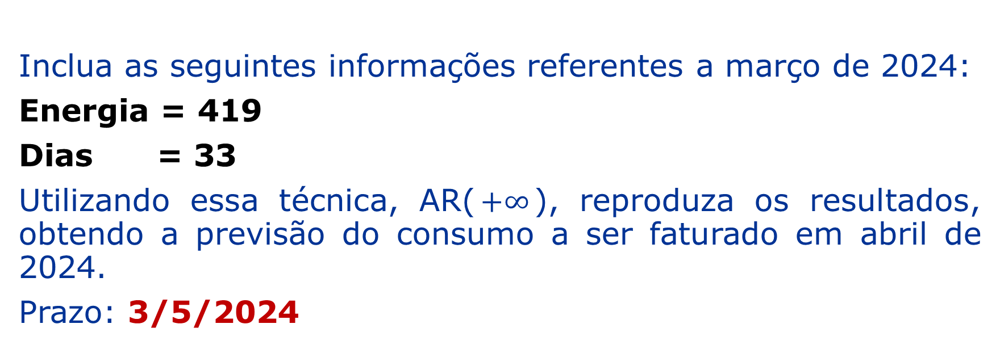 Inclua as seguintes informações referentes a março de 2024:
Energia = 419
Dias = 33
Utilizando essa técnica, AR(+∞), reproduza os resultados,
obtendo a previsão do consumo a ser faturado em abril de
2024.
Prazo: 3/5/2024